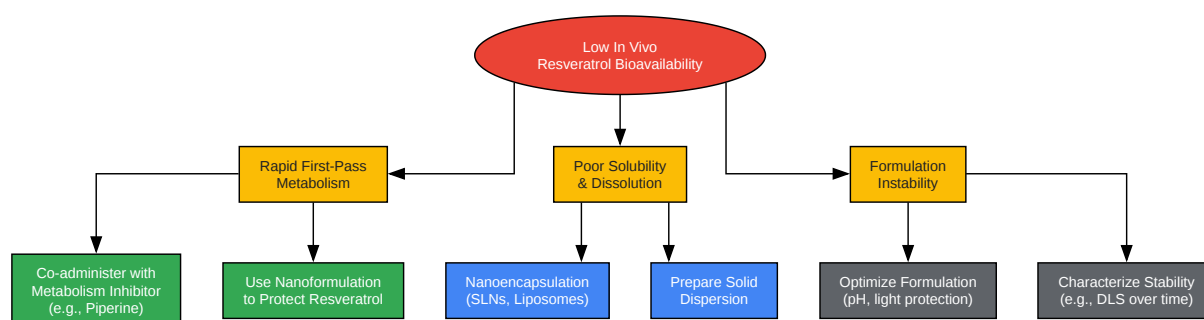 Low In Vivo
Resveratrol Bioavailability
Rapid First-Pass
Metabolism
Poor Solubility
& Dissolution
Formulation
Instability
Co-administer with
Metabolism Inhibitor
(e.g., Piperine)
Use Nanoformulation
to Protect Resveratrol
Nanoencapsulation
(SLNs, Liposomes)
Prepare Solid
Dispersion
Optimize Formulation
(pH, light protection)
Characterize Stability
(e.g., DLS over time)